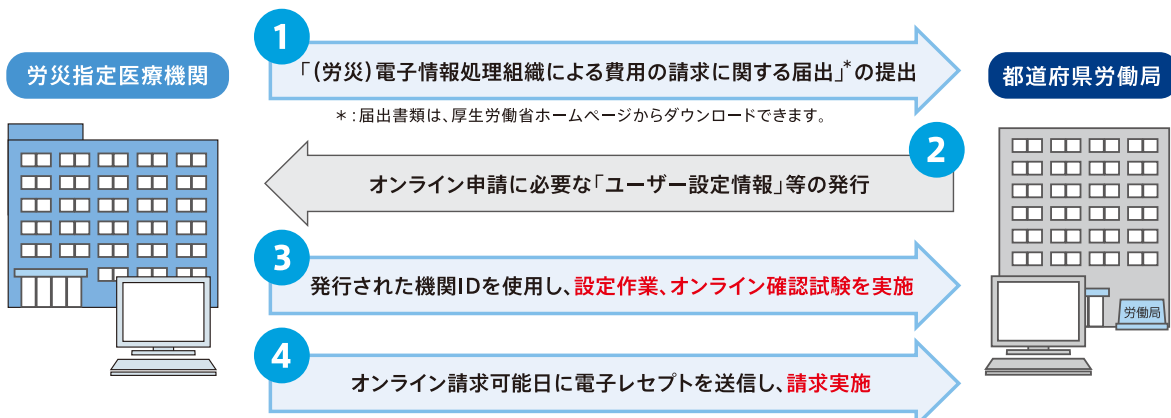 労災指定医療機関
都道府県労働局
1
「(労災)電子情報処理組織による費用の請求に関する届出」*の提出
*:届出書類は、厚生労働省ホームページからダウンロードできます。
2
オンライン申請に必要な「ユーザー設定情報」等の発行
3
発行された機関IDを使用し、設定作業、オンライン確認試験を実施
労働局
4
オンライン請求可能日に電子レセプトを送信し、請求実施